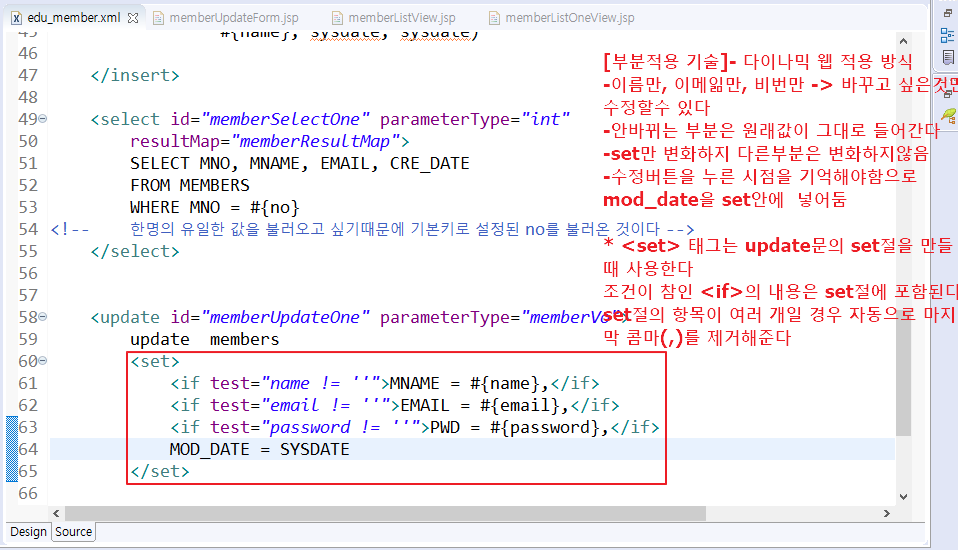 edu_member.xml
memberUpdateForm.jsp
memberListView.jsp
memberListOneView.jsp
45 #{name}, sysdate, sysdate)
46
47 </insert>
48
49 <select id="memberSelectOne" parameterType="int"
50 resultMap="memberResultMap">
51 SELECT MNO, MNAME, EMAIL, CRE_DATE
52 FROM MEMBERS
53 WHERE MNO = #{no}
54 <!-- 한명의 유일한 값을 불러오고 싶기때문에 기본키로 설정된 no를 불러온 것이다 -->
55 </select>
56
57
58 <update id="memberUpdateOne" parameterType="memberVo">
59 update members
60 <set>
61 <if test="name != ''">MNAME = #{name},</if>
62 <if test="email != ''">EMAIL = #{email},</if>
63 <if test="password != ''">PWD = #{password},</if>
64 MOD_DATE = SYSDATE
65 </set>
66
[부분적용 기술]- 다이나믹 웹 적용 방식
-이름만, 이메읾만, 비번만 -> 바꾸고 싶은것만
수정할수 있다
-안바뀌는 부분은 원래값이 그대로 들어간다
-set만 변화하지 다른부분은 변화하지않음
-수정버튼을 누른 시점을 기억해야함으로
mod_date을 set안에 넣어둠
* <set> 태그는 update문의 set절을 만들
때 사용한다
조건이 참인 <if>의 내용은 set절에 포함된다
set절의 항목이 여러 개일 경우 자동으로 마지
막 콤마(,)를 제거해준다
Design
Source